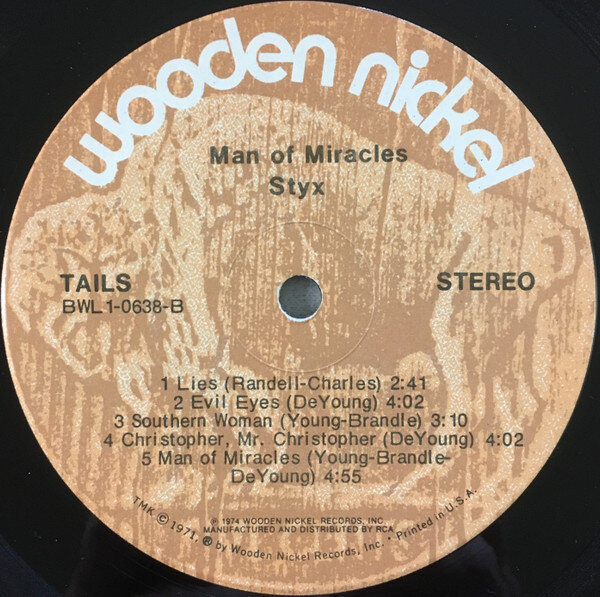 wooden nickel
Man of Miracles
Styx
TAILS
BWL 1-0638-B
STEREO
1 Lies (Randell-Charles) 2:41
2 Evil Eyes (DeYoung) 4:02
3 Southern Woman (Young-Brandle) 3:10
4 Christopher, Mr. Christopher (DeYoung) 4:02
5 Man of Miracles (Young-Brandle-
DeYoung) 4:55
℗ 1974 WOODEN NICKEL RECORDS, INC.
MANUFACTURED AND DISTRIBUTED BY RCA
TMK © 1971, ® by Wooden Nickel Records, Inc. • Printed in U.S.A.